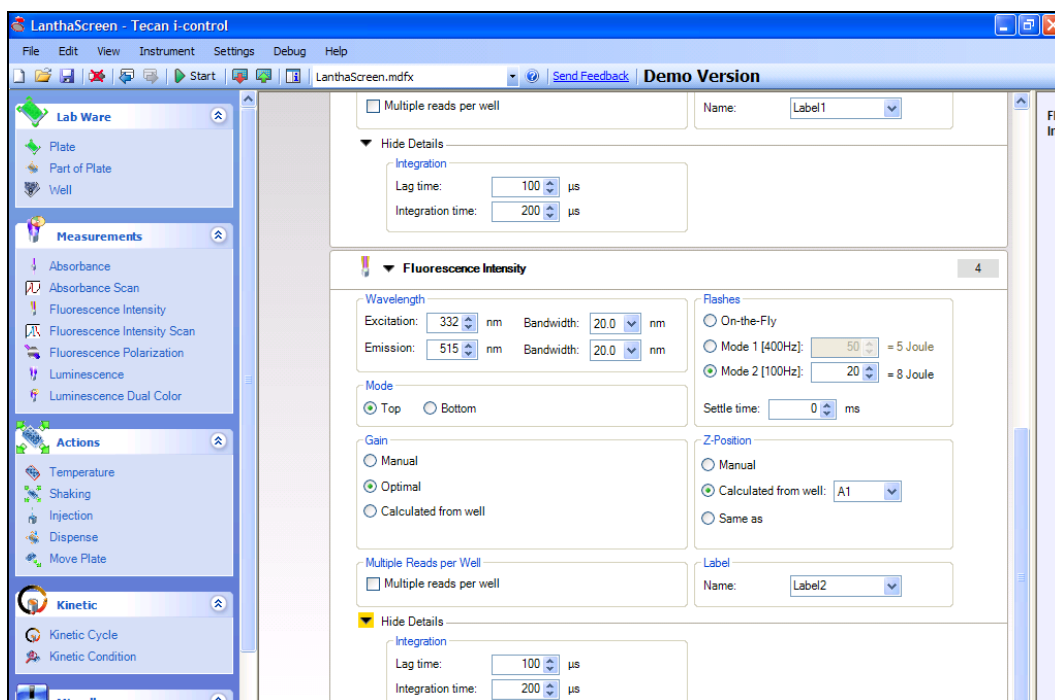 LanthaScreen - Tecan i-control
File Edit View Instrument Settings Debug Help
Start LanthaScreen.mdfx Send Feedback Demo Version
Lab Ware
Plate
Part of Plate
Well
Measurements
Absorbance
Absorbance Scan
Fluorescence Intensity
Fluorescence Intensity Scan
Fluorescence Polarization
Luminescence
Luminescence Dual Color
Actions
Temperature
Shaking
Injection
Dispense
Move Plate
Kinetic
Kinetic Cycle
Kinetic Condition
Multiple reads per well
Name: Label1
Hide Details
Integration
Lag time: 100 µs
Integration time: 200 µs
Fluorescence Intensity 4
Wavelength
Excitation: 332 nm Bandwidth: 20.0 nm
Emission: 515 nm Bandwidth: 20.0 nm
Flashes
On-the-Fly
Mode 1 [400Hz]: 50 = 5 Joule
Mode 2 [100Hz]: 20 = 8 Joule
Settle time: 0 ms
Mode
Top Bottom
Gain
Manual
Optimal
Calculated from well
Z-Position
Manual
Calculated from well: A1
Same as
Multiple Reads per Well
Multiple reads per well
Label
Name: Label2
Hide Details
Integration
Lag time: 100 µs
Integration time: 200 µs